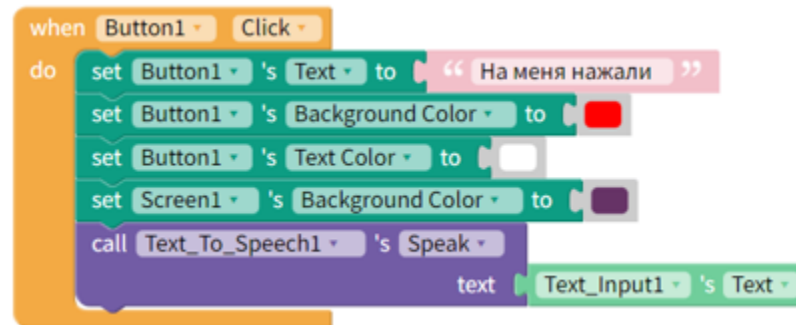 when Button1 Click
do set Button1 's Text to “ На меня нажали ”
set Button1 's Background Color to
set Button1 's Text Color to
set Screen1 's Background Color to
call Text_To_Speech1 's Speak
text Text_Input1 's Text